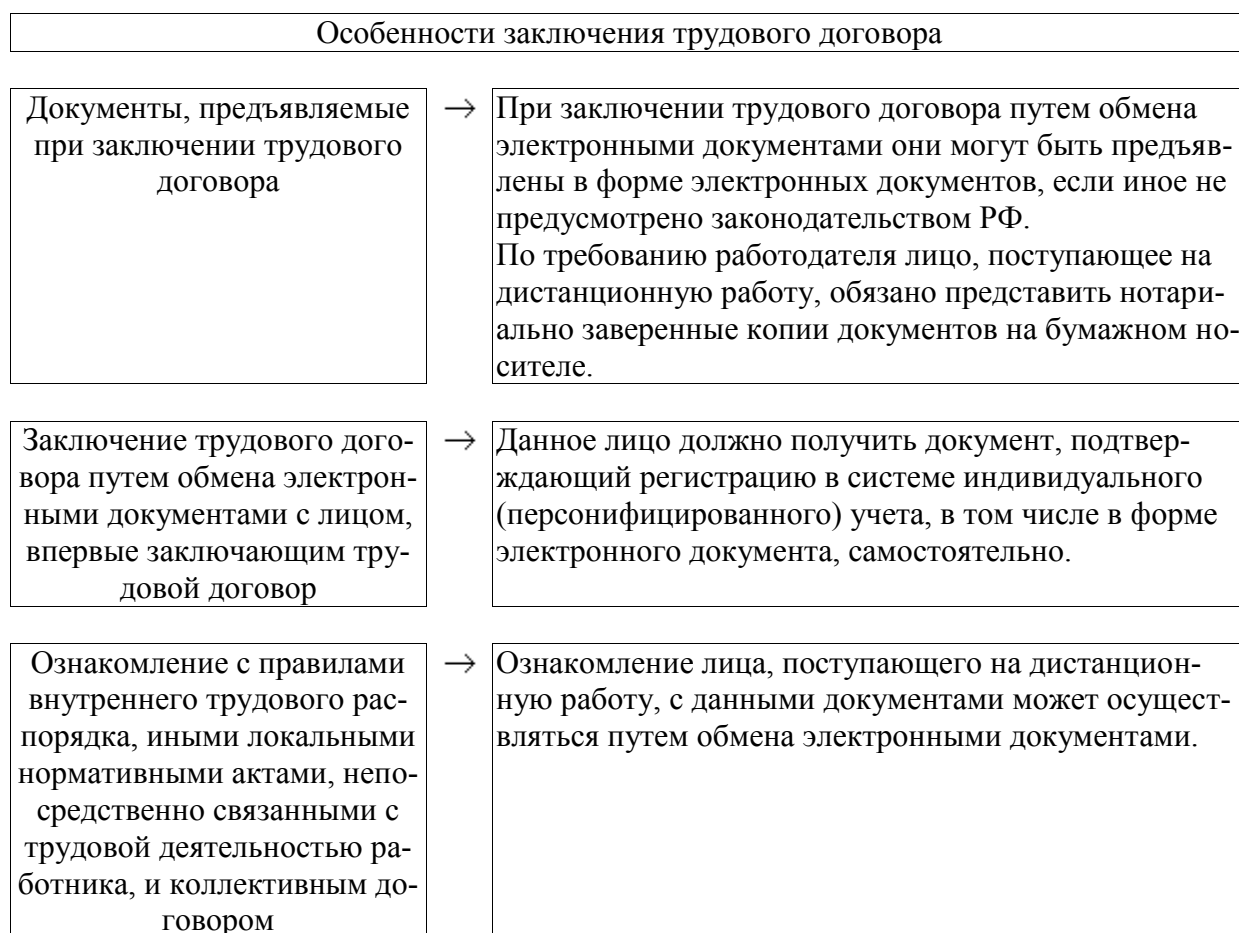 Особенности заключения трудового договора
Документы, предъявляемые
при заключении трудового
договора
→ При заключении трудового договора путем обмена
электронными документами они могут быть предъяв-
лены в форме электронных документов, если иное не
предусмотрено законодательством РФ.
По требованию работодателя лицо, поступающее на
дистанционную работу, обязано представить нотари-
ально заверенные копии документов на бумажном но-
сителе.
Заключение трудового дого-
вора путем обмена электрон-
ными документами с лицом,
впервые заключающим тру-
довой договор
→ Данное лицо должно получить документ, подтвер-
ждающий регистрацию в системе индивидуального
(персонифицированного) учета, в том числе в форме
электронного документа, самостоятельно.
Ознакомление с правилами
внутреннего трудового рас-
порядка, иными локальными
нормативными актами, непо-
средственно связанными с
трудовой деятельностью ра-
ботника, и коллективным до-
говором
→ Ознакомление лица, поступающего на дистанцион-
ную работу, с данными документами может осущест-
вляться путем обмена электронными документами.